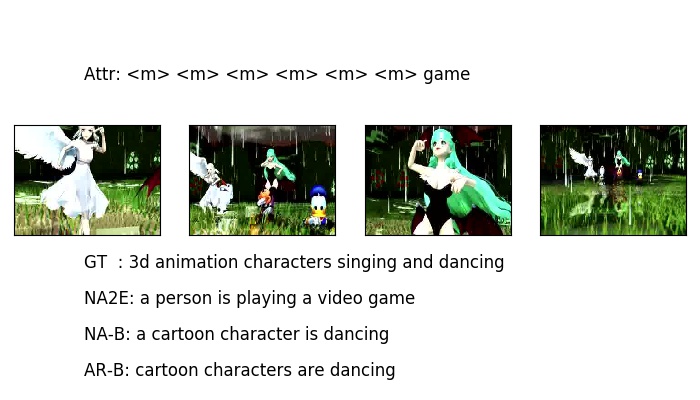 Attr: <m> <m> <m> <m> <m> <m> game
GT  : 3d animation characters singing and dancing
NA2E: a person is playing a video game
NA-B: a cartoon character is dancing
AR-B: cartoon characters are dancing